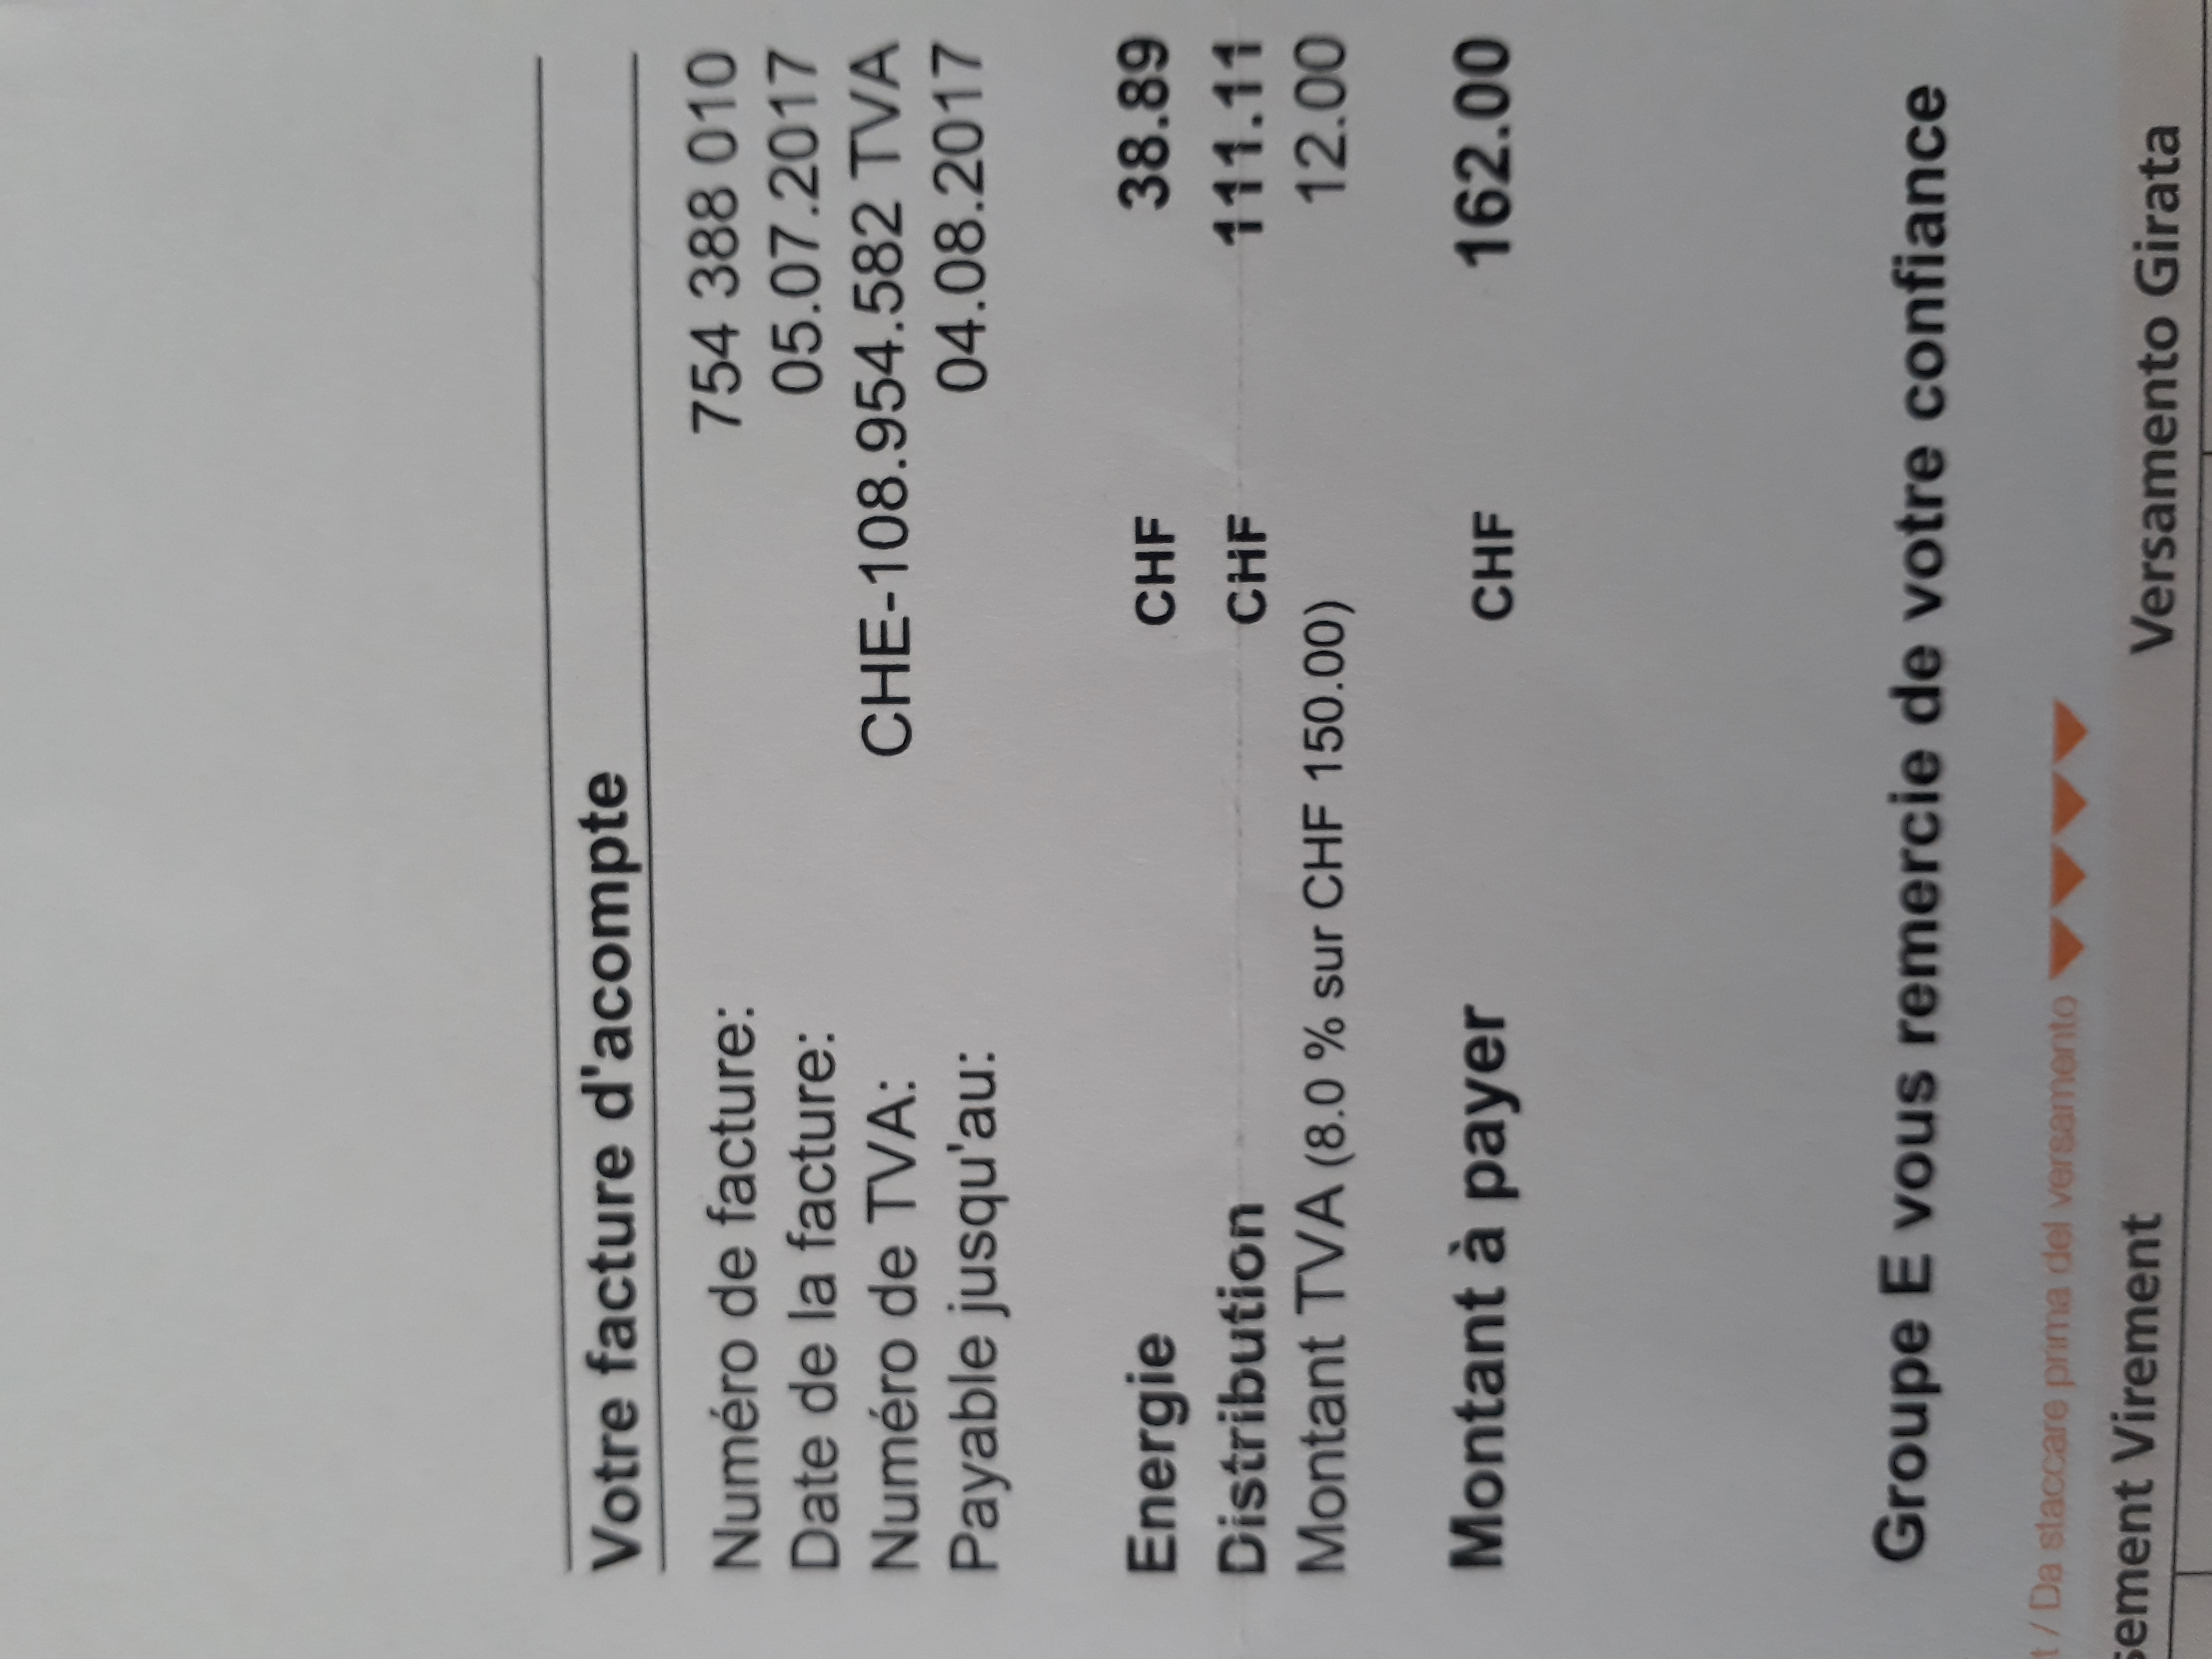 Votre facture d'acompte
Numéro de facture: 754 388 010
Date de la facture: 05.07.2017
Numéro de TVA: CHE-108.954.582 TVA
Payable jusqu'au: 04.08.2017
Energie CHF 38.89
Distribution CHF 111.11
Montant TVA (8.0 % sur CHF 150.00) 12.00
Montant à payer CHF 162.00
Groupe E vous remercie de votre confiance
t / Da staccare prima del versamento
sement Virement Versamento Girata